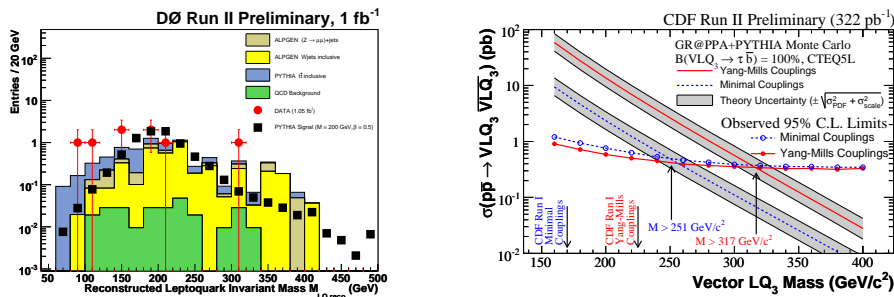 DØ Run II Preliminary, 1 fb-1
Entries / 20 GeV
10²
10
1
10-1
10-2
10-3
ALPGEN (Z → μμ)+jets
ALPGEN Wjets inclusive
PYTHIA tt̄ inclusive
QCD Background
DATA (1.05 fb-1)
PYTHIA Signal (M = 200 GeV, β = 0.5)
50 100 150 200 250 300 350 400 450 500
Reconstructed Leptoquark Invariant Mass M LQ reco (GeV)
CDF Run II Preliminary (322 pb-1)
σ(pp̄ → VLQ3 VLQ3) (pb)
10²
10
1
10-1
10-2
GR@PPA+PYTHIA Monte Carlo
B(VLQ3 → τ b̄) = 100%, CTEQ5L
Yang-Mills Couplings
Minimal Couplings
Theory Uncertainty (± √σ²PDF + σ²scale)
Observed 95% C.L. Limits
Minimal Couplings
Yang-Mills Couplings
CDF Run I
Minimal
Couplings
CDF Run I
Yang-Mills
Couplings
M > 251 GeV/c²
M > 317 GeV/c²
150 200 250 300 350 400
Vector LQ3 Mass (GeV/c²)